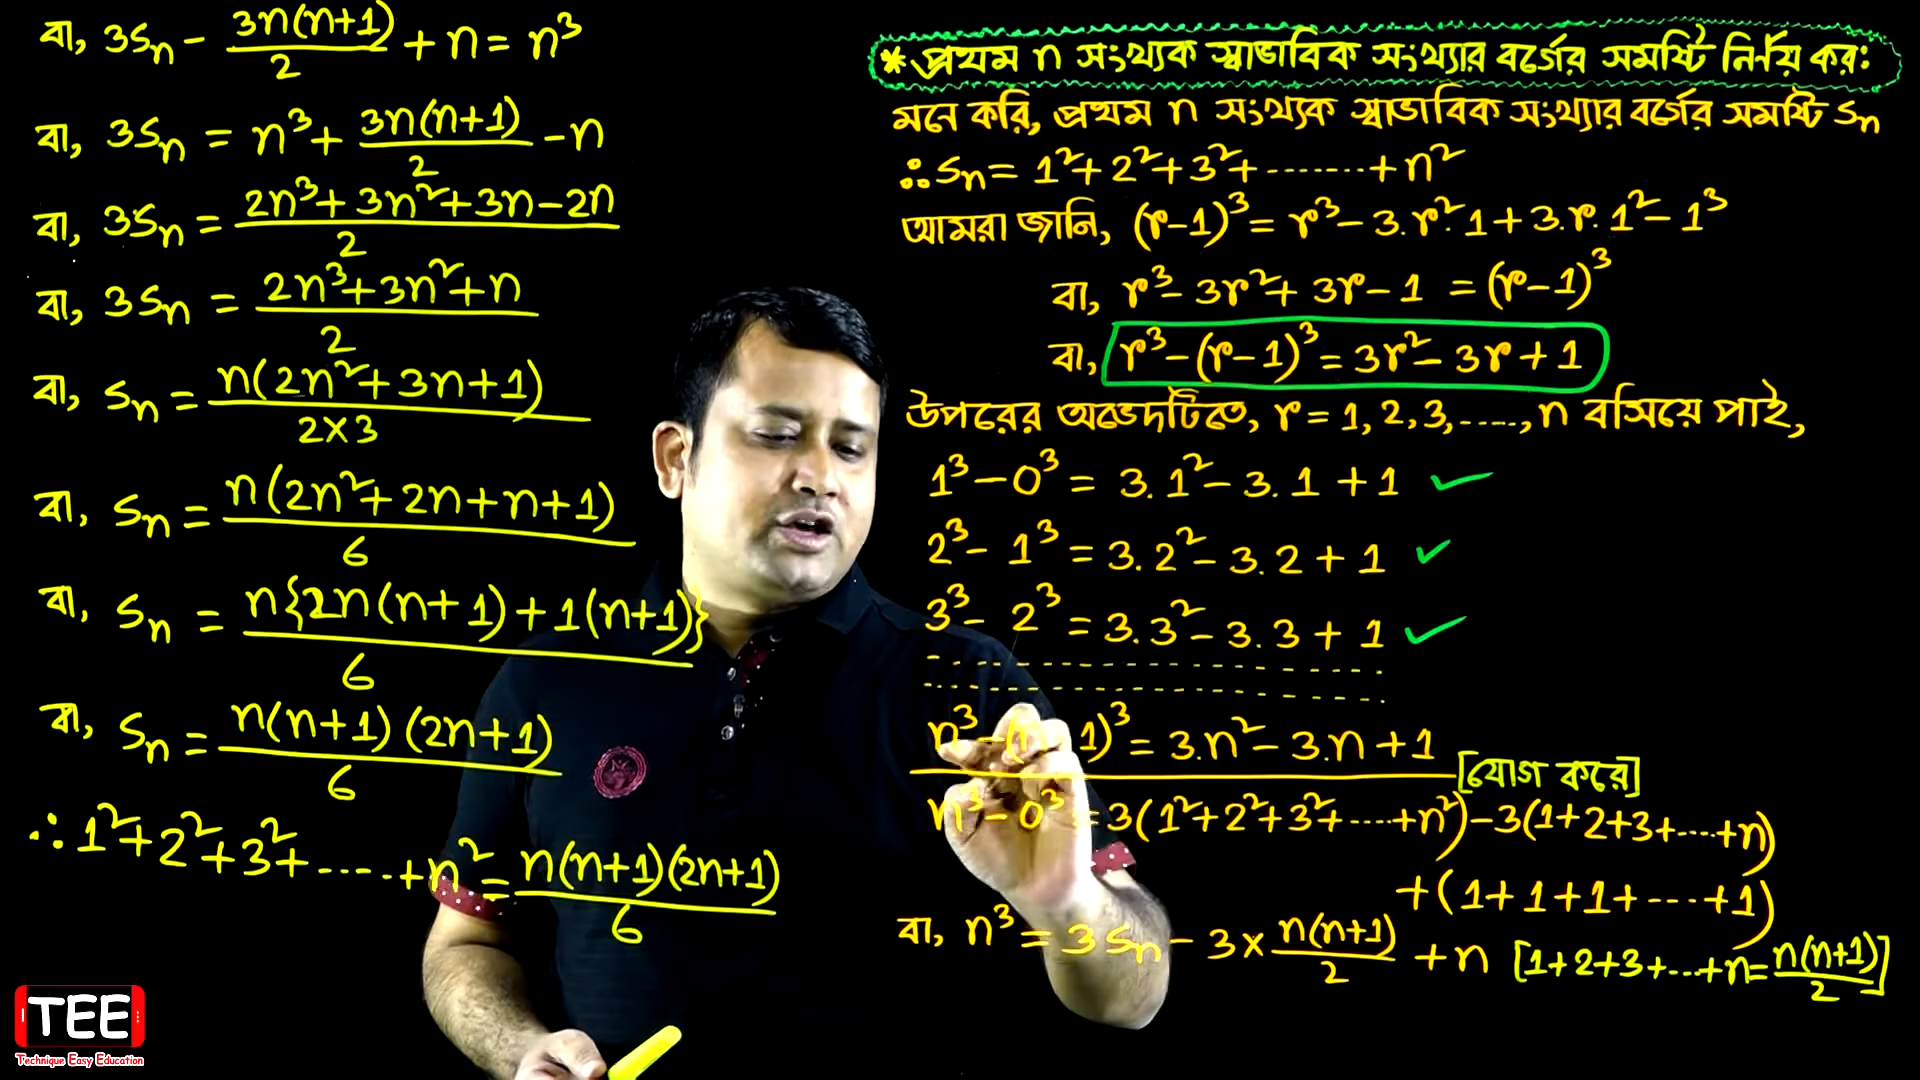 * প্রথম n সংখ্যক স্বাভাবিক সংখ্যার বর্গের সমষ্টি নির্ণয় কর:
মনে করি, প্রথম n সংখ্যক স্বাভাবিক সংখ্যার বর্গের সমষ্টি Sn
∴ Sn = 1² + 2² + 3² + ........ + n²
আমরা জানি, (r-1)³ = r³ - 3.r².1 + 3.r.1² - 1³
বা, r³ - 3r² + 3r - 1 = (r-1)³
বা, r³ - (r-1)³ = 3r² - 3r + 1
উপরের অভেদটিতে, r = 1, 2, 3, ......, n বসিয়ে পাই,
1³ - 0³ = 3.1² - 3.1 + 1 ✓
2³ - 1³ = 3.2² - 3.2 + 1 ✓
3³ - 2³ = 3.3² - 3.3 + 1 ✓
n³ - ( 1)³ = 3.n² - 3.n + 1
[যোগ করে]
n³ - 0³ = 3(1² + 2² + 3² + ..... + n²) - 3(1 + 2 + 3 + ..... + n)
+ (1 + 1 + 1 + ..... + 1)
বা, n³ = 3Sn - 3 × n(n+1)/2 + n [1 + 2 + 3 + ... + n = n(n+1)/2]
বা, 3Sn - 3n(n+1)/2 + n = n³
বা, 3Sn = n³ + 3n(n+1)/2 - n
বা, 3Sn = 2n³ + 3n² + 3n - 2n/2
বা, 3Sn = 2n³ + 3n² + n/2
বা, Sn = n(2n² + 3n + 1)/2×3
বা, Sn = n(2n² + 2n + n + 1)/6
বা, Sn = n{2n(n+1) + 1(n+1)}/6
বা, Sn = n(n+1)(2n+1)/6
∴ 1² + 2² + 3² + ..... + n² = n(n+1)(2n+1)/6
TEE
Technique Easy Education